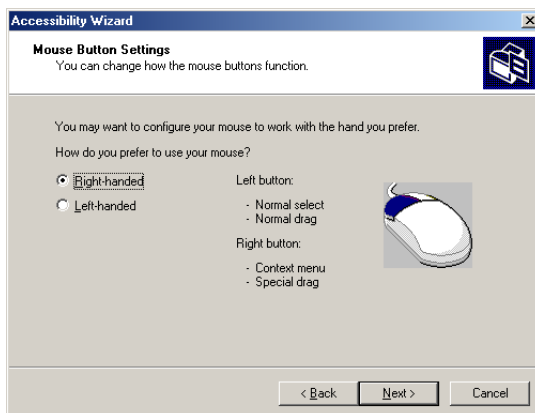 Accessibility Wizard
Mouse Button Settings
You can change how the mouse buttons function.
You may want to configure your mouse to work with the hand you prefer.
How do you prefer to use your mouse?
Right-handed
Left-handed
Left button:
- Normal select
- Normal drag
Right button:
- Context menu
- Special drag
< Back
Next >
Cancel